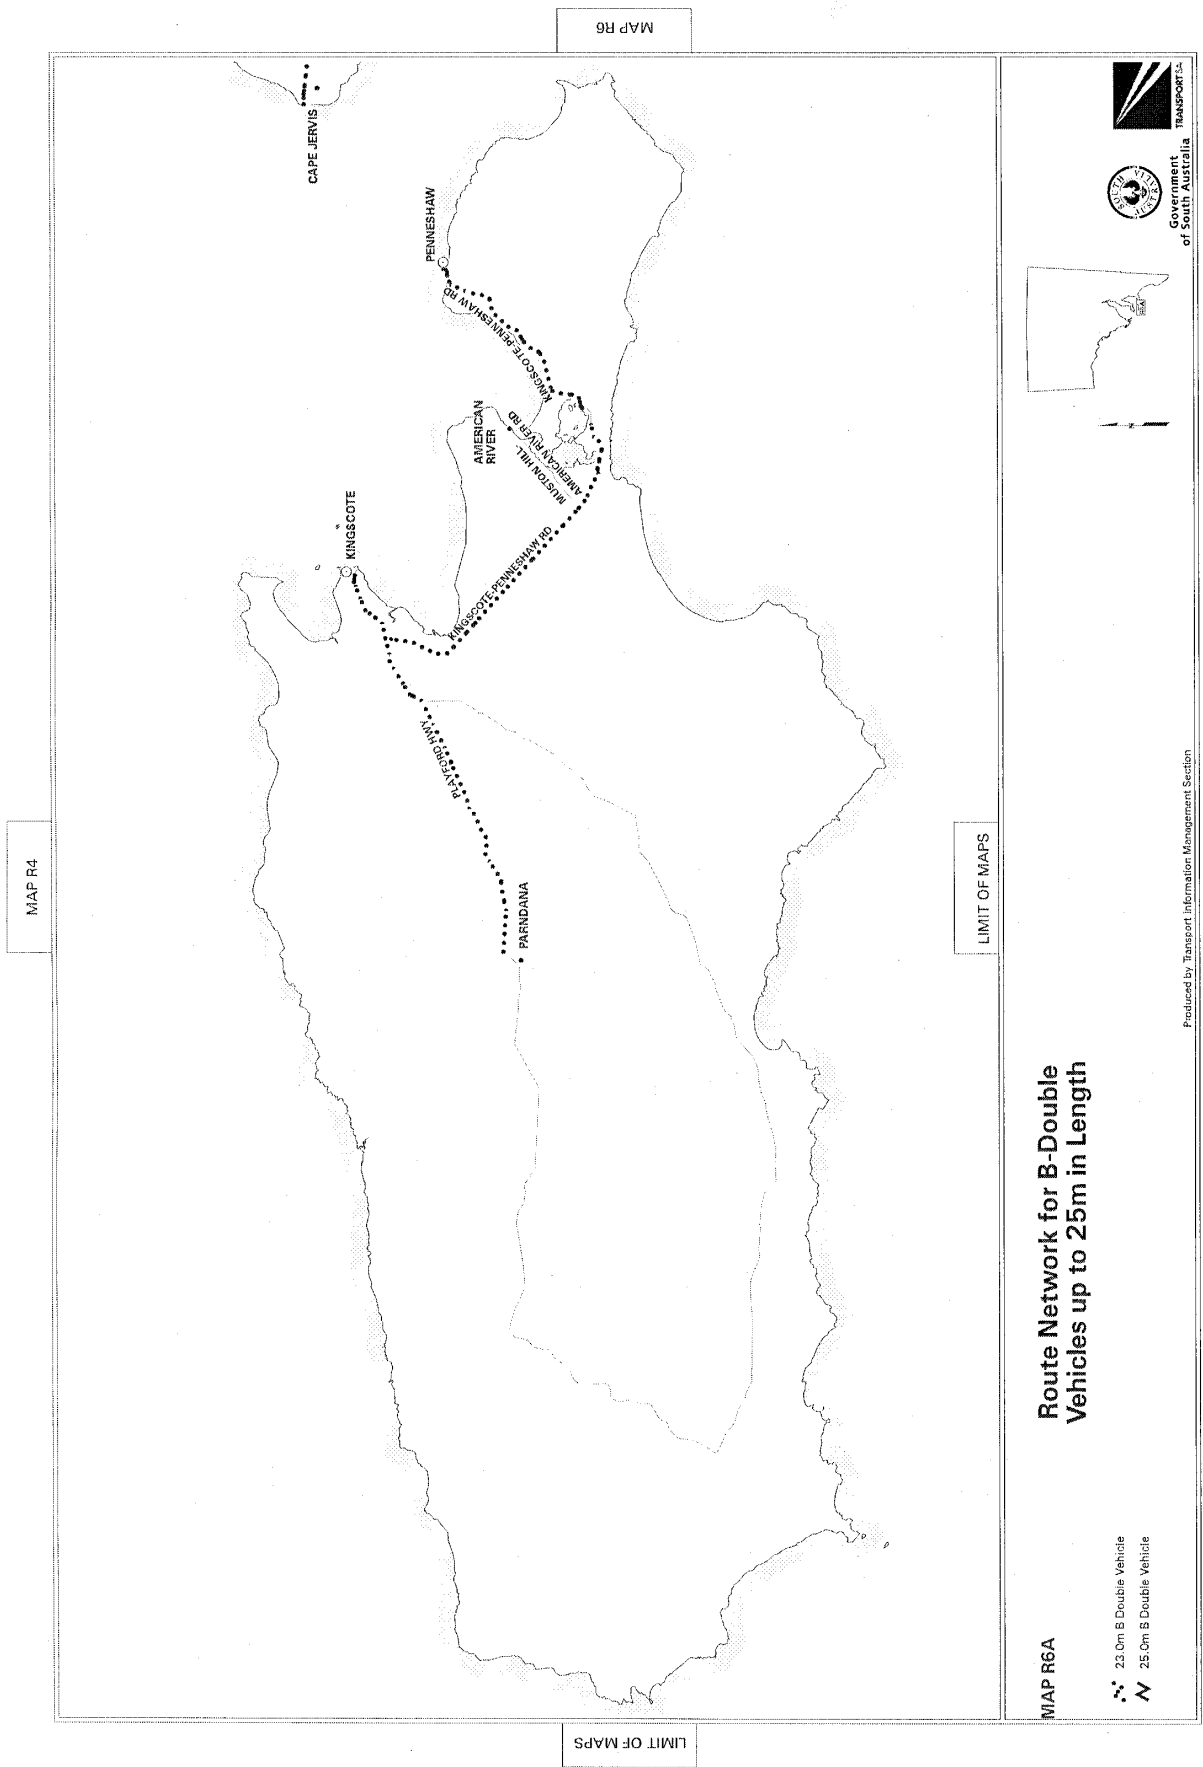 MAP R4
MAP R6
LIMIT OF MAPS
LIMIT OF MAPS
CAPE JERVIS
PENNESHAW
KINGSCOTE-PENNESHAW RD
AMERICAN
RIVER
MUSTON HILL-
AMERICAN RIVER RD
KINGSCOTE
KINGSCOTE-PENNESHAW RD
PLAYFORD HWY
PARNDANA
MAP R6A
Route Network for B-Double
Vehicles up to 25m in Length
23.0m B Double Vehicle
25.0m B Double Vehicle
Produced by Transport Information Management Section
SOUTH AUSTRALIA
Government
of South Australia
TRANSPORT SA